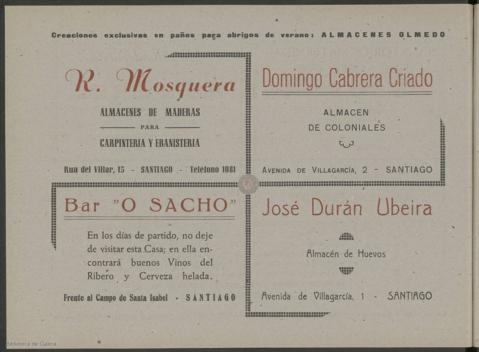 Creaciones exclusivas en paños para abrigos de verano: ALMACENES OLMEDO
R. Mosquera
ALMACENES DE MADERAS
PARA
CARPINTERIA Y EBANISTERIA
Rua del Villar, 15 - SANTIAGO - Teléfono 1081
Domingo Cabrera Criado
ALMACEN
DE COLONIALES
AVENIDA DE VILLAGARCÍA, 2 - SANTIAGO
Bar "O SACHO"
En los días de partido, no deje
de visitar esta Casa; en ella en-
contrará buenos Vinos del
Ribero y Cerveza helada.
Frente al Campo de Santa Isabel - SANTIAGO
José Durán Ubeira
Almacén de Huevos
Avenida de Villagarcía, 1 - SANTIAGO
Biblioteca de Galicia